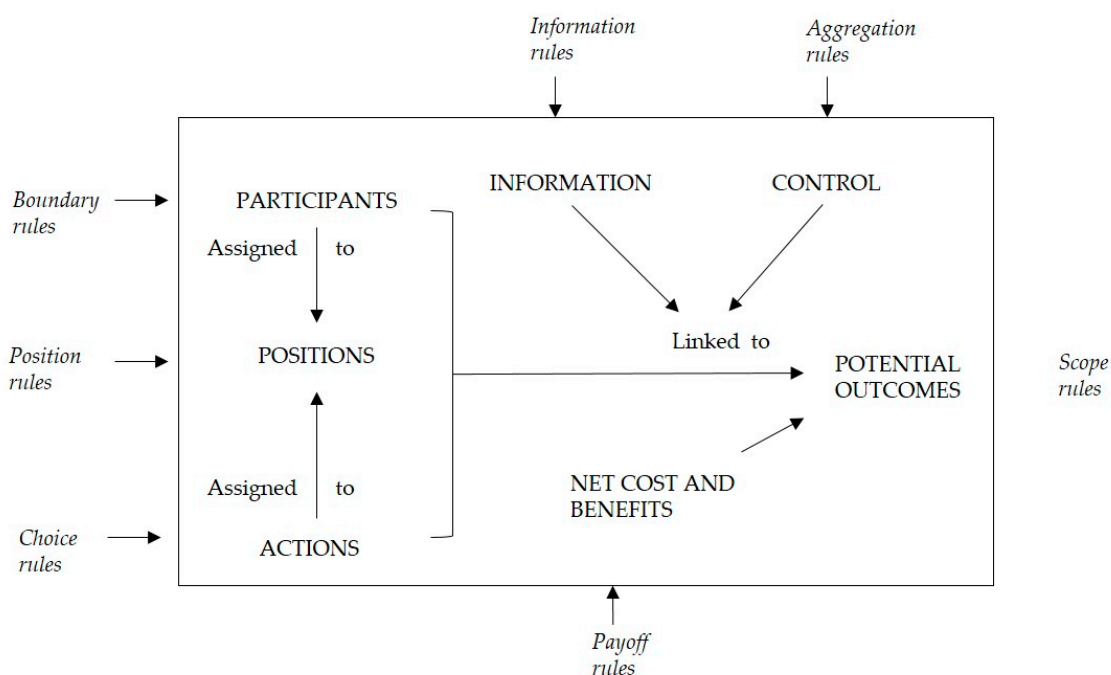 Information
rules
Aggregation
rules
Boundary
rules
PARTICIPANTS
INFORMATION
CONTROL
Assigned to
Position
rules
POSITIONS
Linked to
POTENTIAL
OUTCOMES
Scope
rules
Assigned to
NET COST AND
BENEFITS
Choice
rules
ACTIONS
Payoff
rules